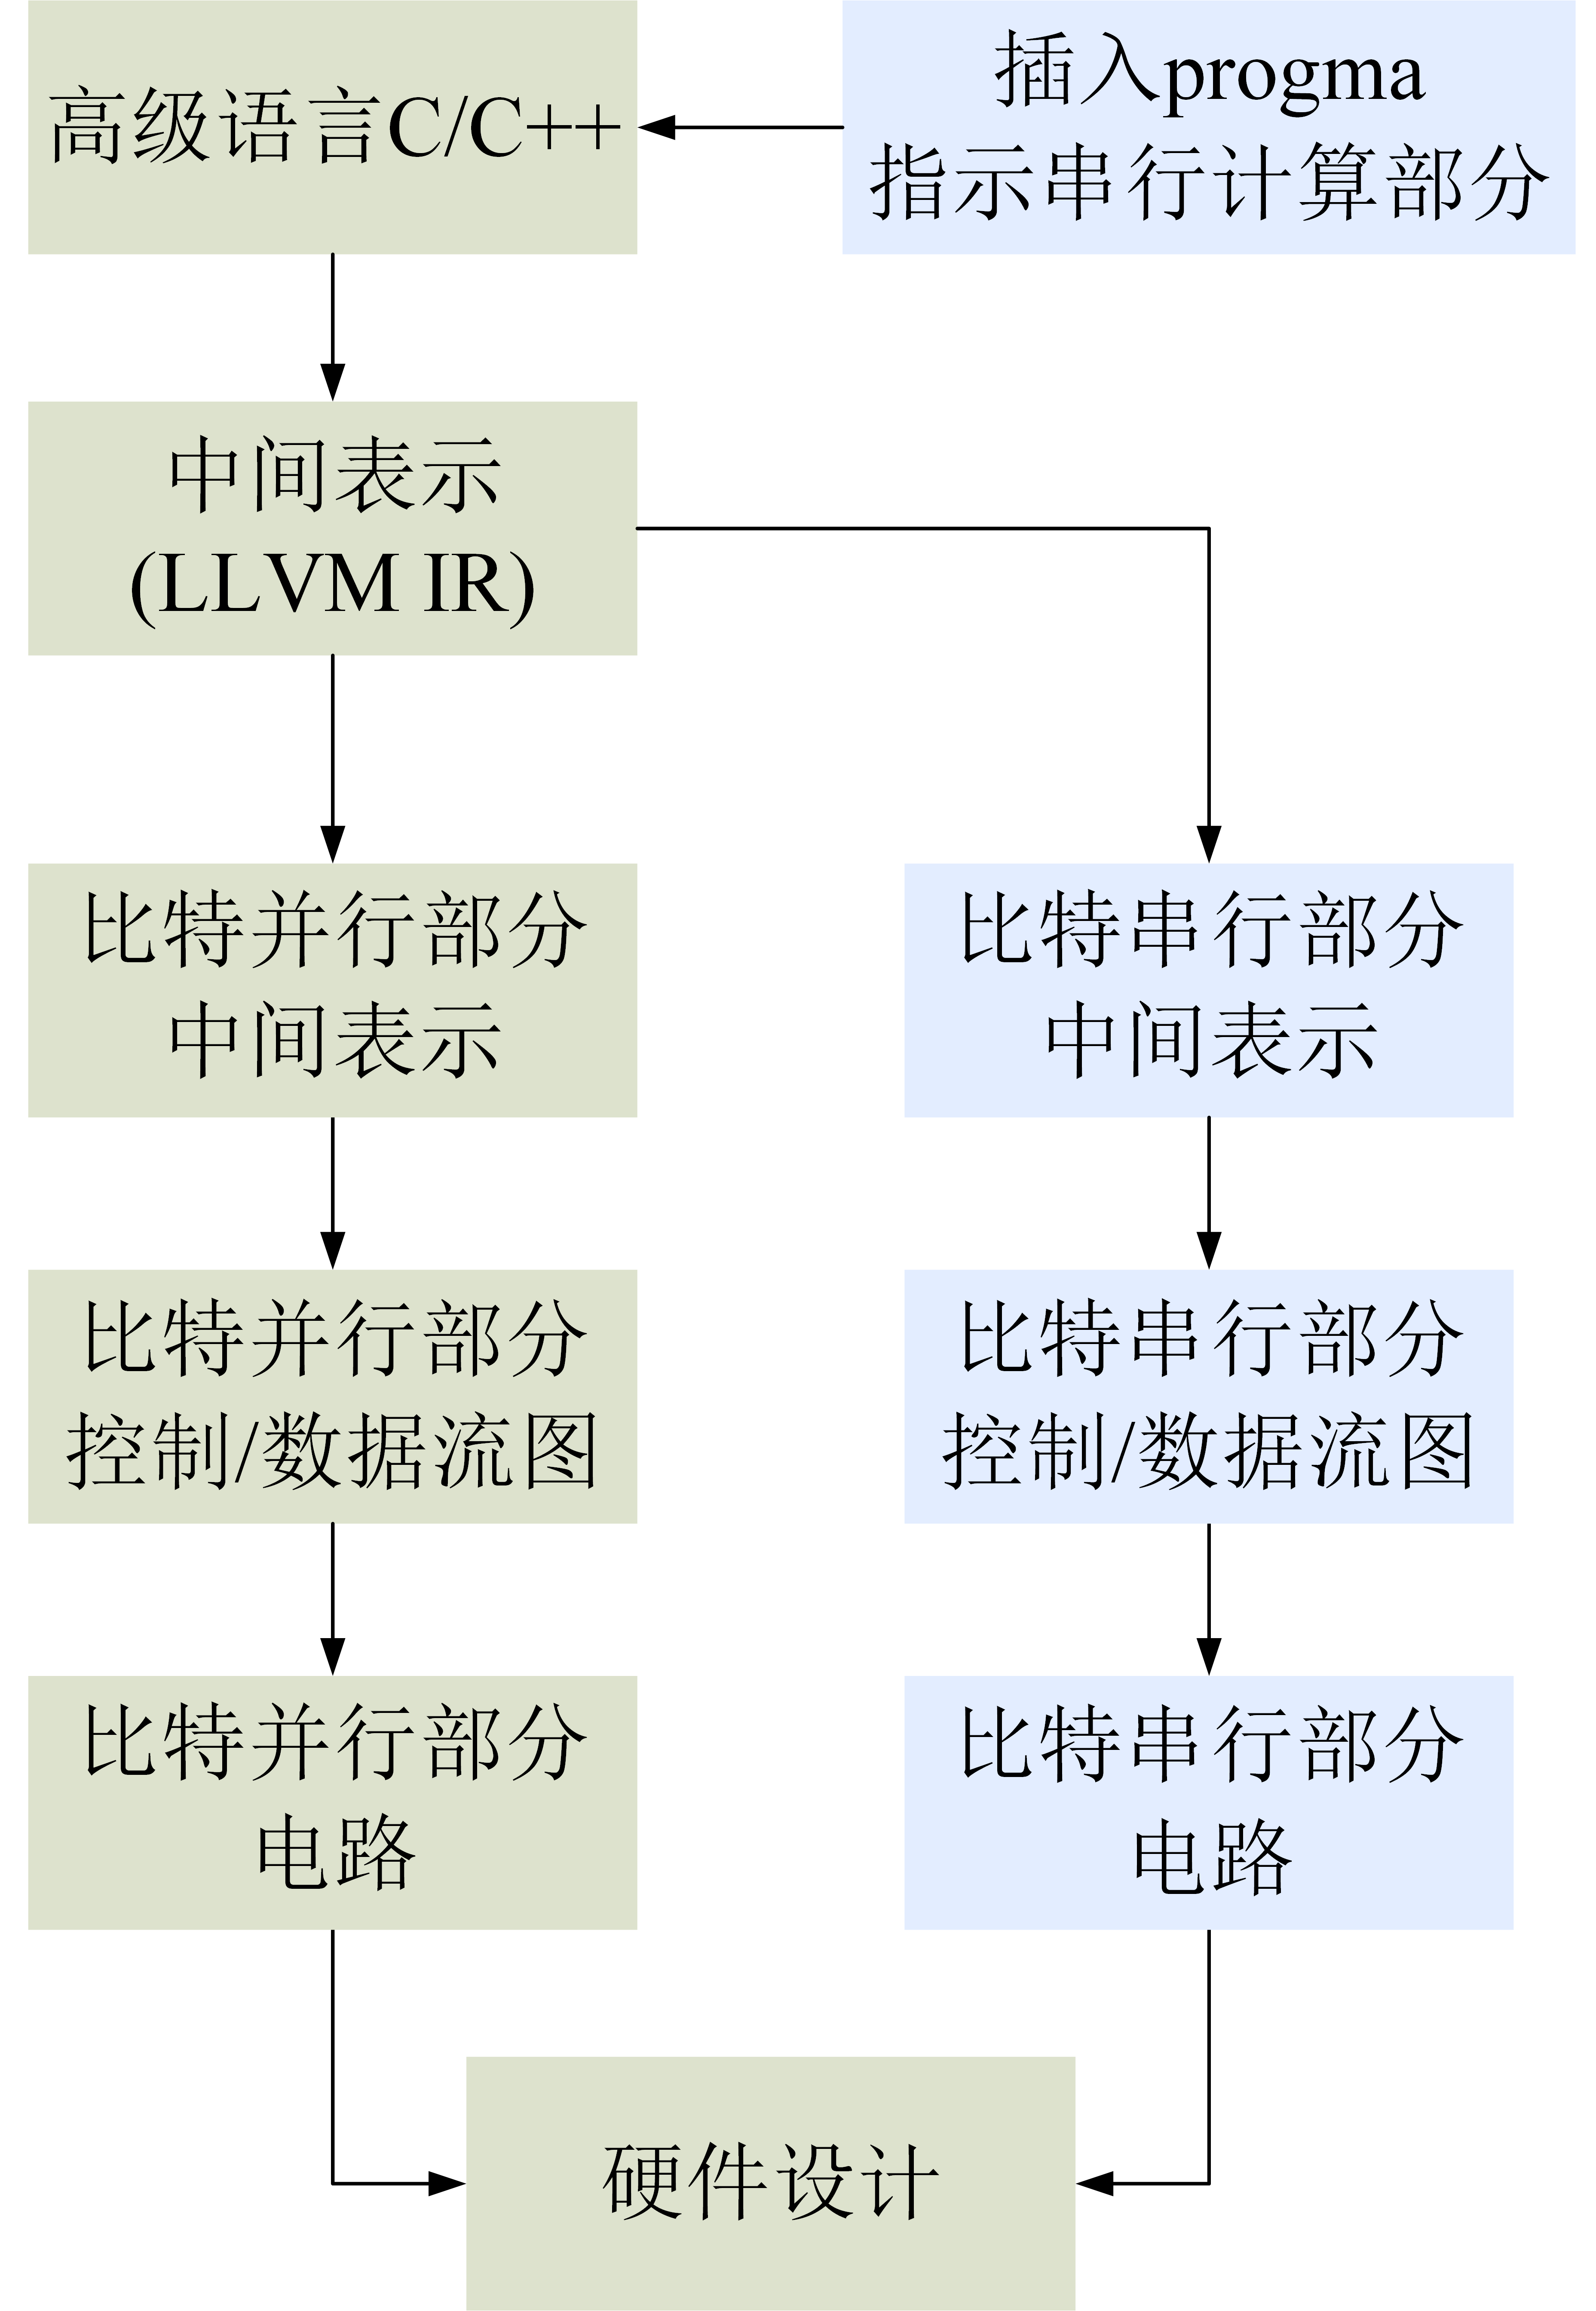 高级语言C/C++
插入progma
指示串行计算部分
中间表示
(LLVM IR)
比特并行部分
中间表示
比特串行部分
中间表示
比特并行部分
控制/数据流图
比特串行部分
控制/数据流图
比特并行部分
电路
比特串行部分
电路
硬件设计